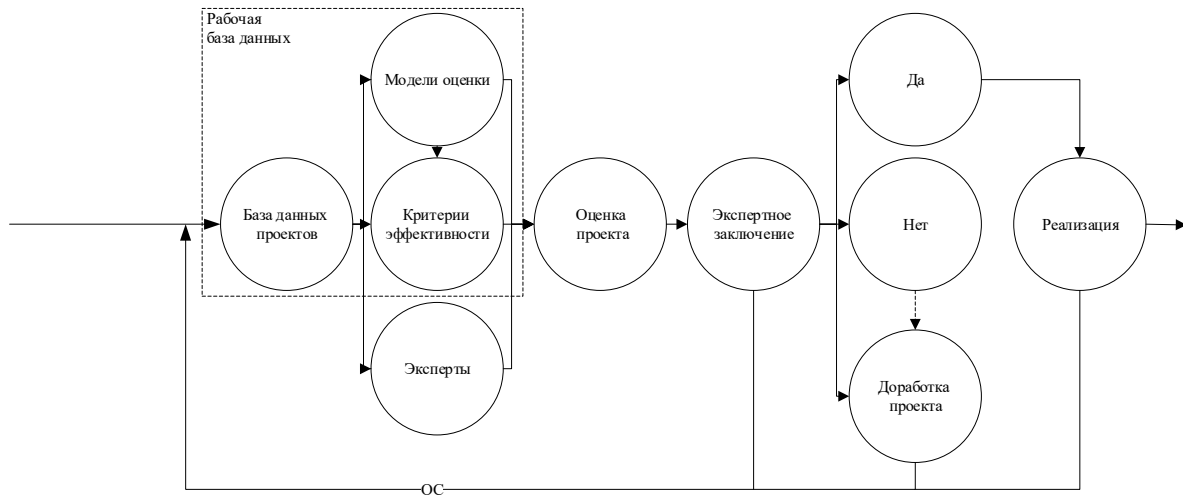 Рабочая
база данных
Модели оценки
База данных
проектов
Критерии
эффективности
Эксперты
Оценка
проекта
Экспертное
заключение
Да
Нет
Доработка
проекта
Реализация
ОС